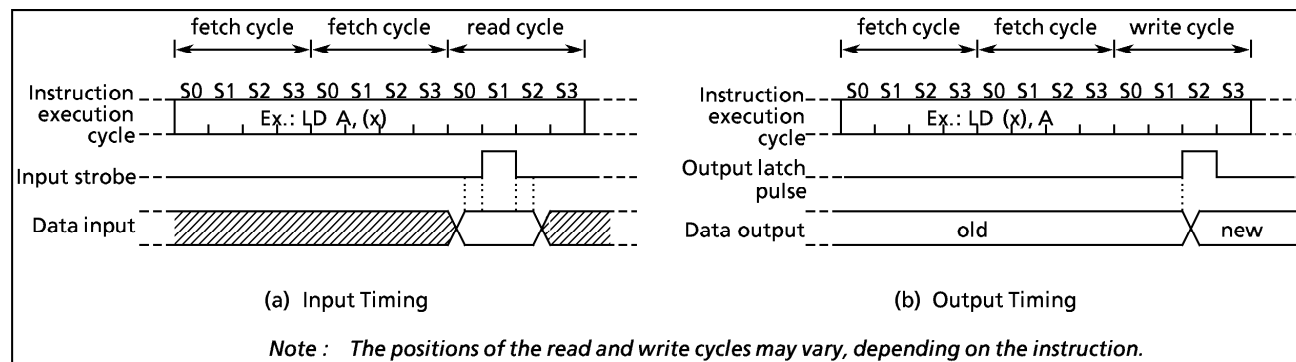 fetch cycle fetch cycle read cycle
S0 S1 S2 S3 S0 S1 S2 S3 S0 S1 S2 S3
Instruction
execution
cycle
Ex.: LD A, (x)
Input strobe
Data input
(a) Input Timing
fetch cycle fetch cycle write cycle
S0 S1 S2 S3 S0 S1 S2 S3 S0 S1 S2 S3
Instruction
execution
cycle
Ex.: LD (x), A
Output latch
pulse
Data output
old new
(b) Output Timing
Note : The positions of the read and write cycles may vary, depending on the instruction.